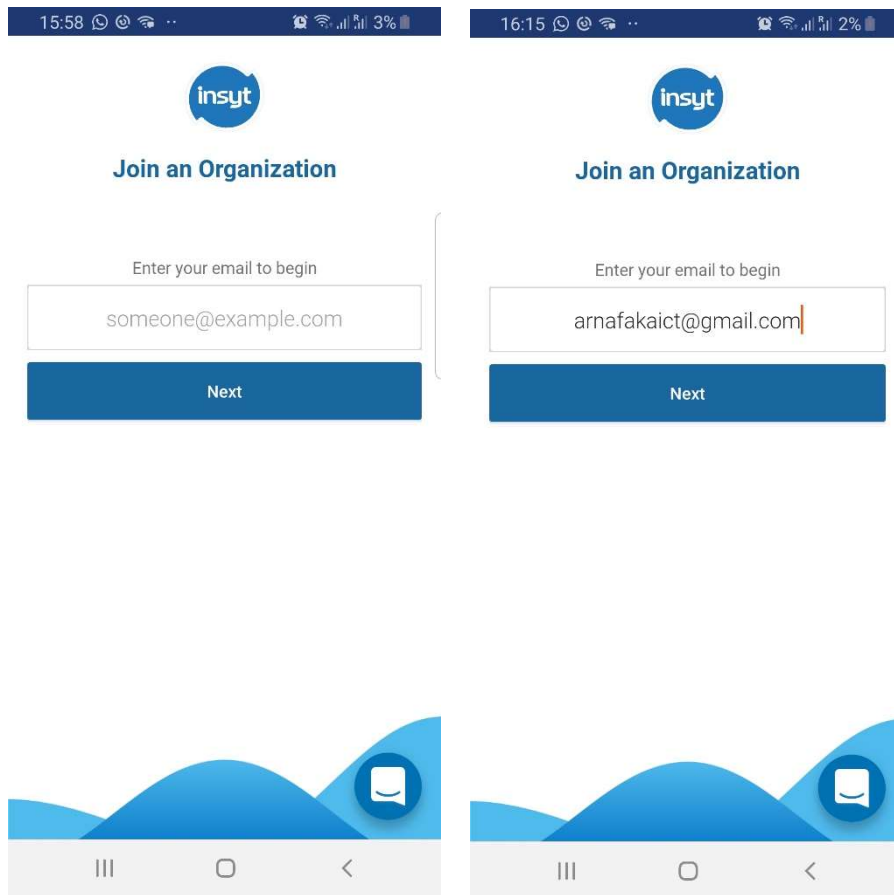 15:58 R 3%
insyt
Join an Organization
Enter your email to begin
someone@example.com
Next
16:15 R 2%
insyt
Join an Organization
Enter your email to begin
arnafakaict@gmail.com
Next